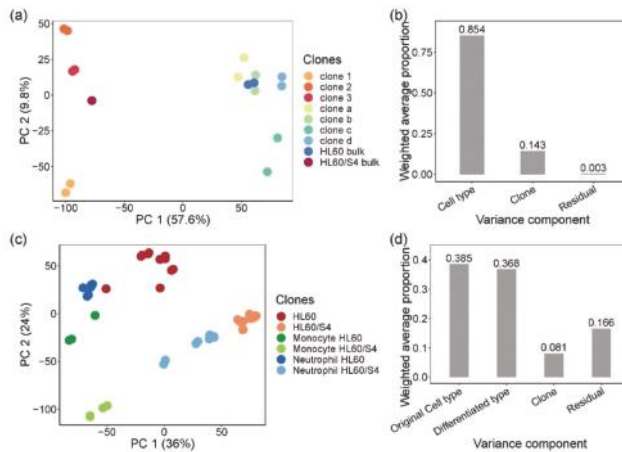 (a)
50
25
0
-25
-50
-100
-50
0
50
PC 1 (57.6%)
PC 2 (9.8%)
Clones
clone 1
clone 2
clone 3
clone a
clone b
clone c
clone d
HL60 bulk
HL60/S4 bulk
(b)
Weighted average proportion
0.75
0.50
0.25
0.00
0.854
0.143
0.003
Cell type
Clone
Residual
Variance component
(c)
50
0
-50
-100
-100
-50
0
50
PC 1 (36%)
PC 2 (24%)
Clones
HL60
HL60/S4
Monocyte HL60
Monocyte HL60/S4
Neutrophil HL60
Neutrophil HL60/S4
(d)
Weighted average proportion
0.4
0.3
0.2
0.1
0.0
0.385
0.368
0.081
0.166
Original Cell type
Differentiated type
Clone
Residual
Variance component